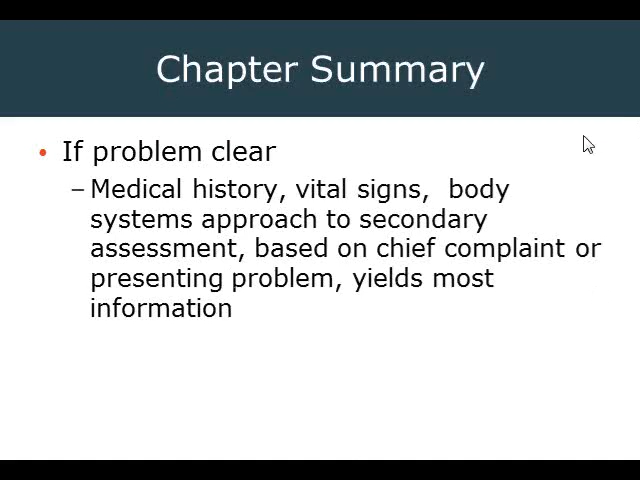 Chapter Summary
• If problem clear
– Medical history, vital signs,  body
systems approach to secondary
assessment, based on chief complaint or
presenting problem, yields most
information